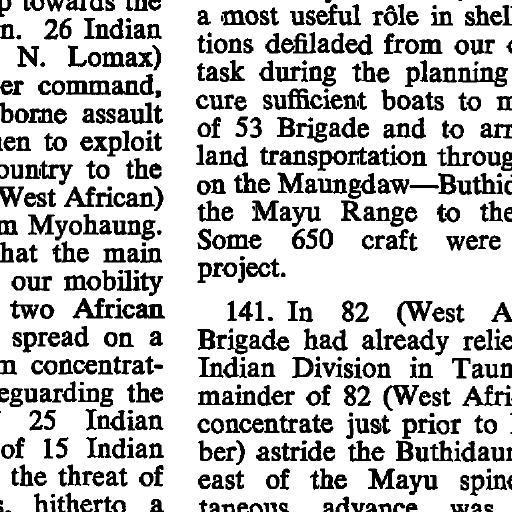 towards the
n. 26 Indian
N. Lomax)
er command,
borne assault
en to exploit
ountry to the
West African)
m Myohaung.
hat the main
our mobility
two African
spread on a
m concentrat-
eguarding the
25 Indian
of 15 Indian
the threat of
hitherto a
a most useful rôle in shel
tions defiladed from our
task during the planning
cure sufficient boats to m
of 53 Brigade and to arr
land transportation throug
on the Maungdaw—Buthid
the Mayu Range to the
Some 650 craft were
project.
141. In 82 (West A
Brigade had already relie
Indian Division in Taun
mainder of 82 (West Afri
concentrate just prior to
ber) astride the Buthidaun
east of the Mayu spine
taneous advance was